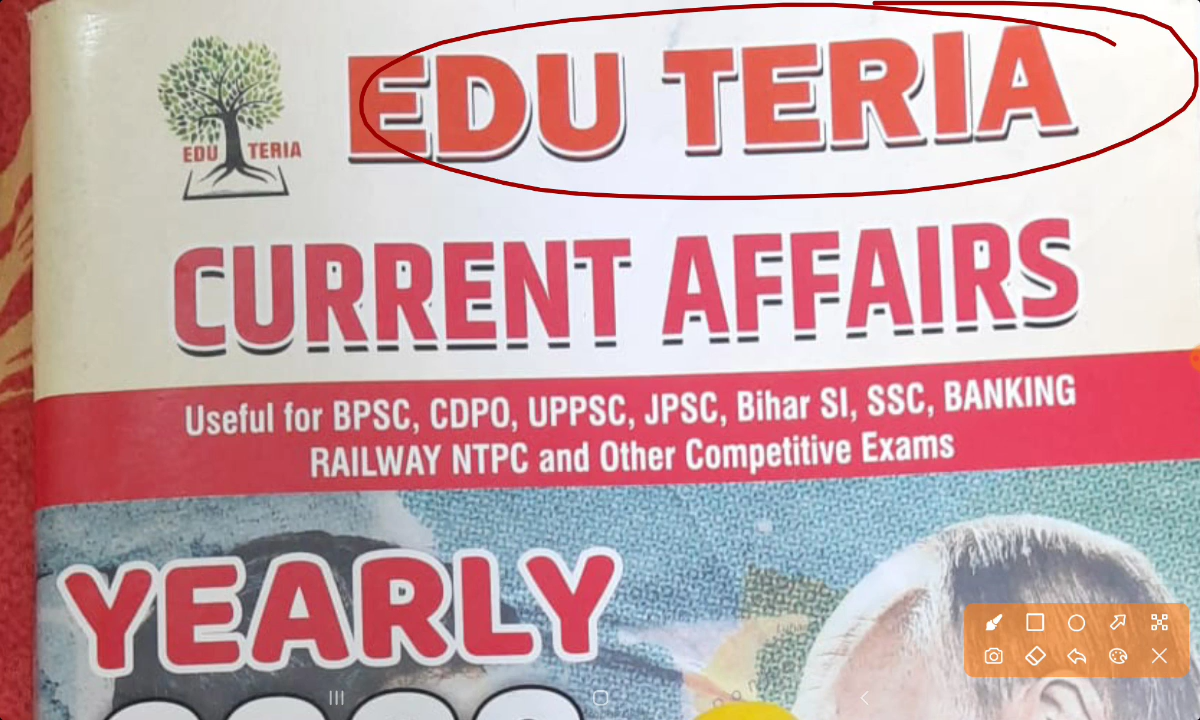 EDU TERIA
EDU TERIA
CURRENT AFFAIRS
Useful for BPSC, CDPO, UPPSC, JPSC, Bihar SI, SSC, BANKING
RAILWAY NTPC and Other Competitive Exams
YEARLY